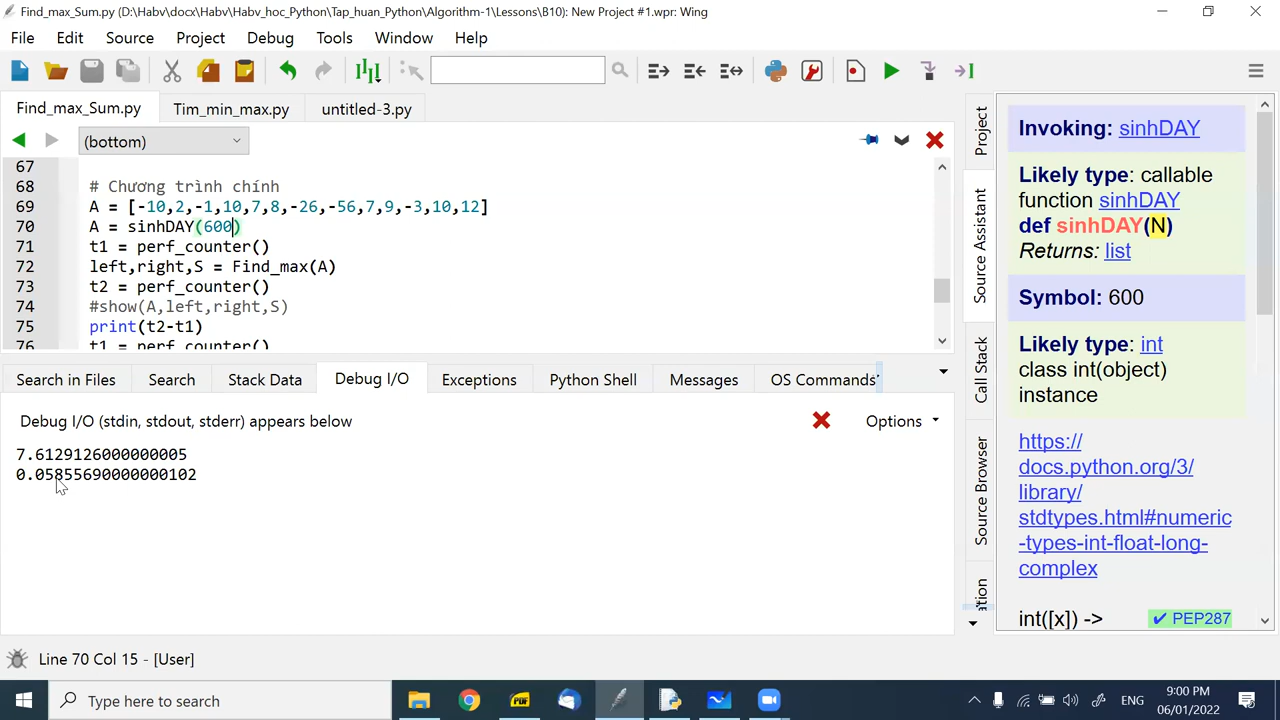 Find_max_Sum.py (D:\Habv\docx\Habv\Habv_hoc_Python\Tap_huan_Python\Algorithm-1\Lessons\B10): New Project #1.wpr: Wing
File Edit Source Project Debug Tools Window Help
Find_max_Sum.py Tim_min_max.py untitled-3.py
(bottom)
67
68 # Chương trình chính
69 A = [-10,2,-1,10,7,8,-26,-56,7,9,-3,10,12]
70 A = sinhDAY(600)
71 t1 = perf_counter()
72 left,right,S = Find_max(A)
73 t2 = perf_counter()
74 #show(A,left,right,S)
75 print(t2-t1)
76 t1 = perf_counter()
Search in Files Search Stack Data Debug I/O Exceptions Python Shell Messages OS Commands
Debug I/O (stdin, stdout, stderr) appears below Options
7.6129126000000005
0.05855690000000102
Project
Source Assistant
Call Stack
Source Browser
Invoking: sinhDAY
Likely type: callable
function sinhDAY
def sinhDAY(N)
Returns: list
Symbol: 600
Likely type: int
class int(object)
instance
https://
docs.python.org/3/
library/
stdtypes.html#numeric
-types-int-float-long-
complex
int([x]) -> ✔ PEP287
Line 70 Col 15 - [User]
Type here to search
PDF
ENG
9:00 PM
06/01/2022